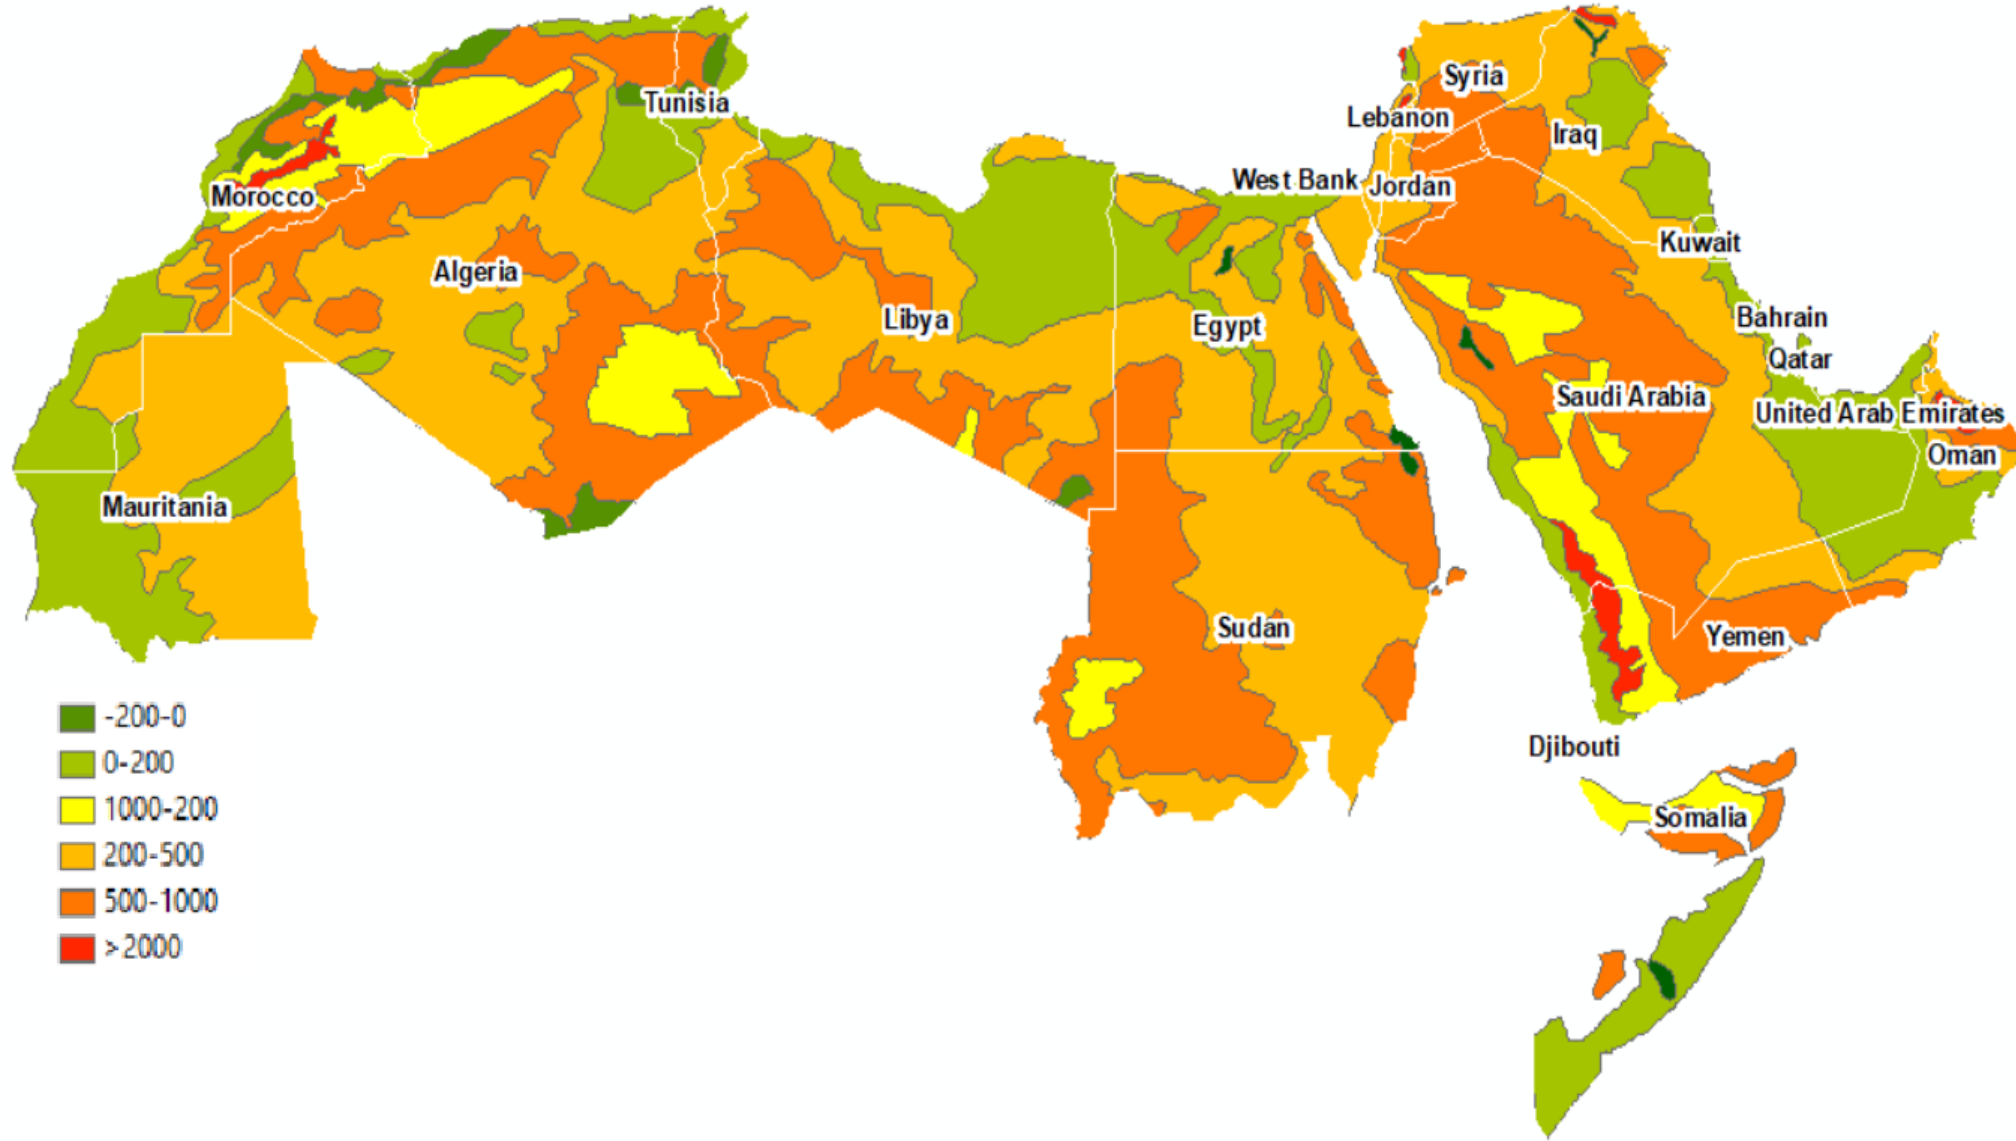 Syria
Tunisia
Lebanon
Iraq
West Bank
Jordan
Morocco
Kuwait
Algeria
Libya
Egypt
Bahrain
Qatar
Saudi Arabia
United Arab Emirates
Oman
Mauritania
Sudan
Yemen
Djibouti
Somalia
-200-0
0-200
1000-200
200-500
500-1000
>2000